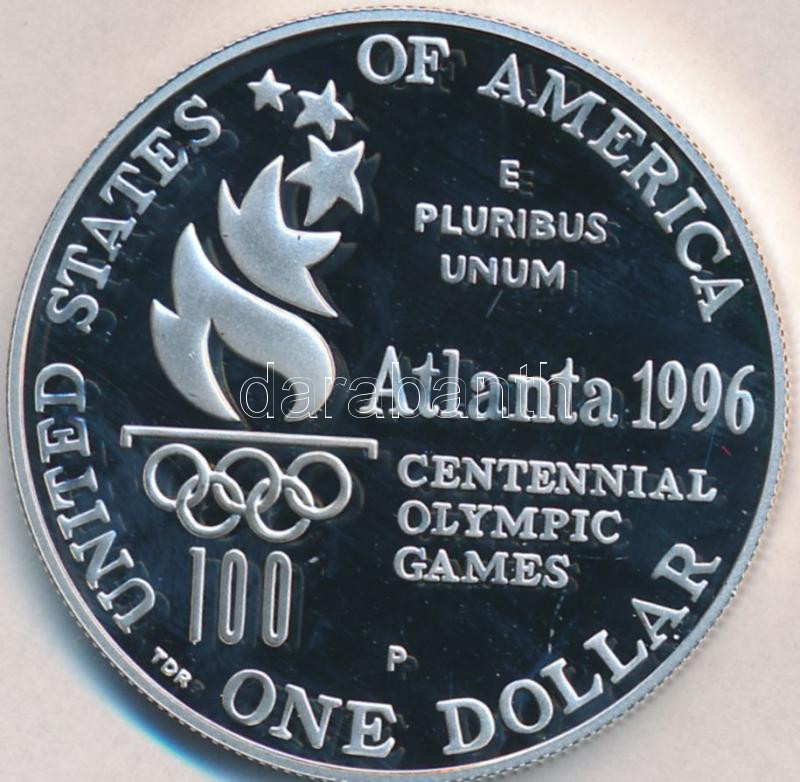 UNITED STATES OF AMERICA
E
PLURIBUS
UNUM
Atlanta 1996
CENTENNIAL
OLYMPIC
GAMES
100
P
TDR
ONE DOLLAR
darabanth